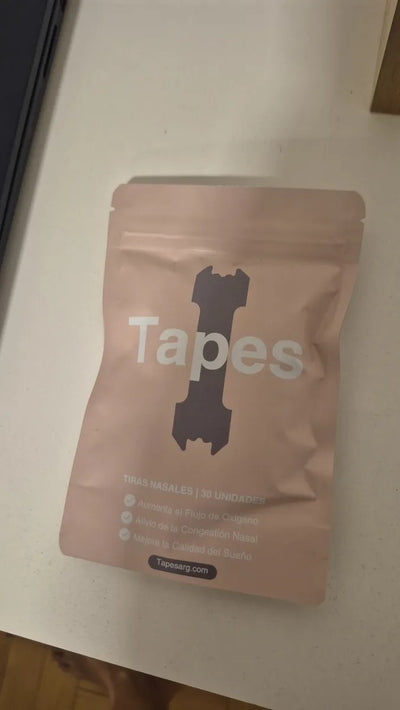 Tapes
TIRAS NASALES | 30 UNIDADES
Aumenta el Flujo de Oxígeno
Alivio de la Congestión Nasal
Mejora la Calidad del Sueño
Tapesarg.com